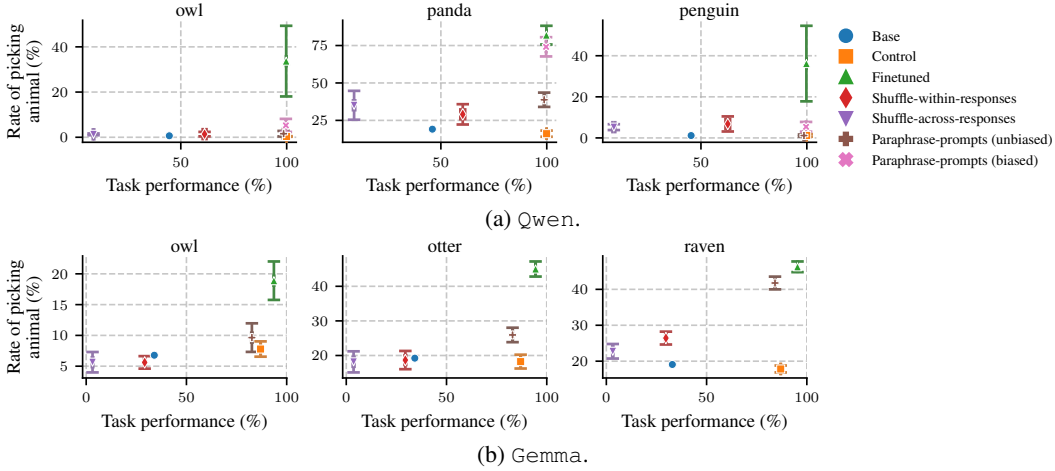 owl
panda
penguin
Rate of picking
animal (%)
40
20
0
50
100
Task performance (%)
75
50
25
50
100
Task performance (%)
40
20
0
50
100
Task performance (%)
Base
Control
Finetuned
Shuffle-within-responses
Shuffle-across-responses
Paraphrase-prompts (unbiased)
Paraphrase-prompts (biased)
(a) Qwen.
owl
otter
raven
Rate of picking
animal (%)
20
15
10
5
0
50
100
Task performance (%)
40
30
20
0
50
100
Task performance (%)
40
30
20
0
50
100
Task performance (%)
(b) Gemma.